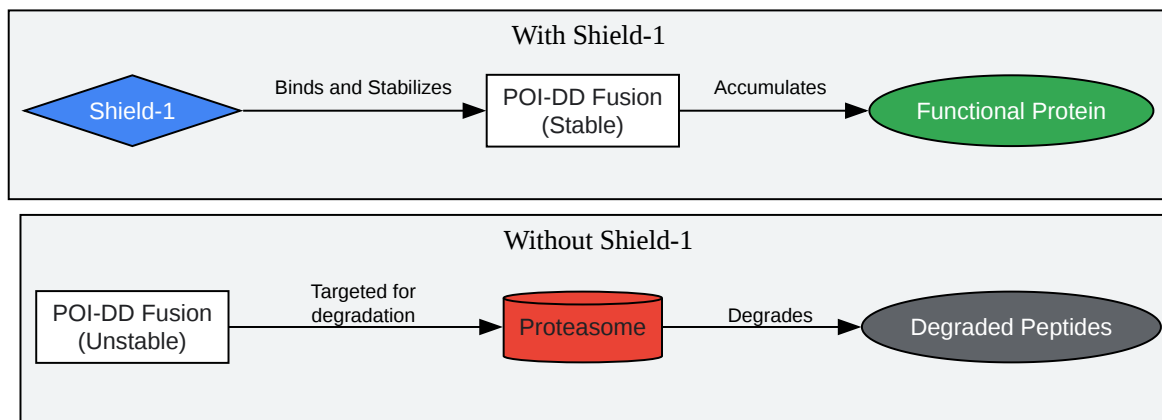 With Shield-1
Shield-1
Binds and Stabilizes
POI-DD Fusion
(Stable)
Accumulates
Functional Protein
Without Shield-1
POI-DD Fusion
(Unstable)
Targeted for
degradation
Proteasome
Degrades
Degraded Peptides